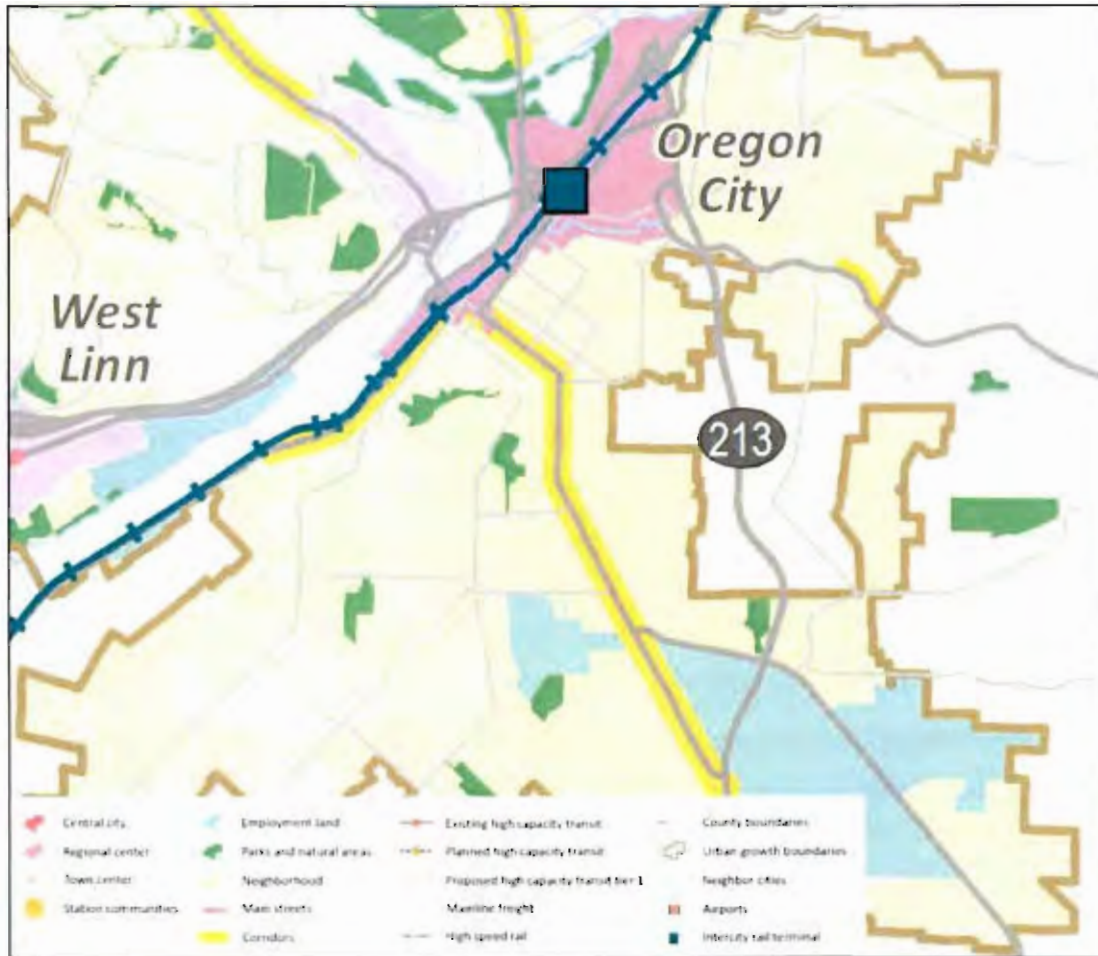 Oregon
City
West
Linn
213
Central city
Regional center
Town center
Station communities
Employment land
Parks and natural areas
Neighborhood
Main streets
Corridors
Existing high capacity transit
Planned high capacity transit
Proposed high capacity transit tier 1
Mainline freight
High speed rail
County boundaries
Urban growth boundaries
Neighbor cities
Airports
Intercity rail terminal